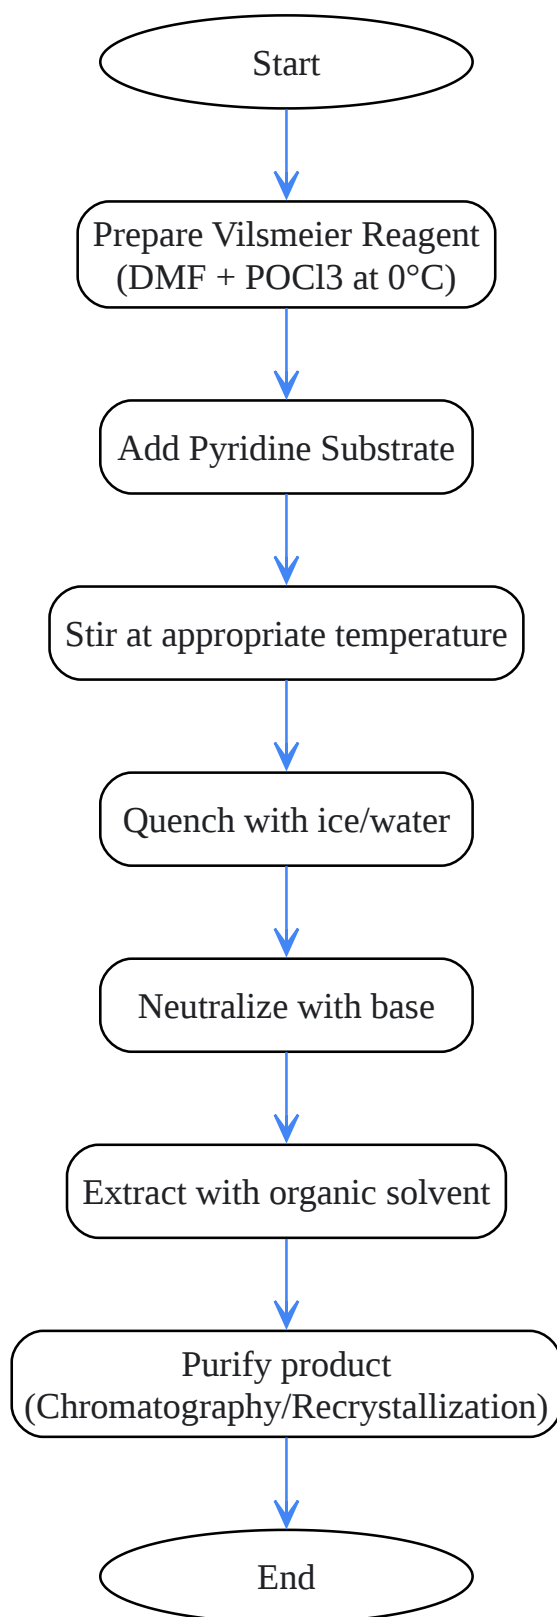 Start
Prepare Vilsmeier Reagent
(DMF + POCl3 at 0°C)
Add Pyridine Substrate
Stir at appropriate temperature
Quench with ice/water
Neutralize with base
Extract with organic solvent
Purify product
(Chromatography/Recrystallization)
End